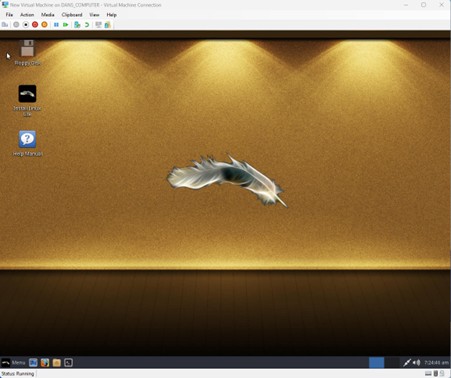 New Virtual Machine on DANS_COMPUTER - Virtual Machine Connection
File Action Media Clipboard View Help
Floppy Disk
Install Linux
Lite
Help Manual
Menu
7:24:46 am
Status: Running